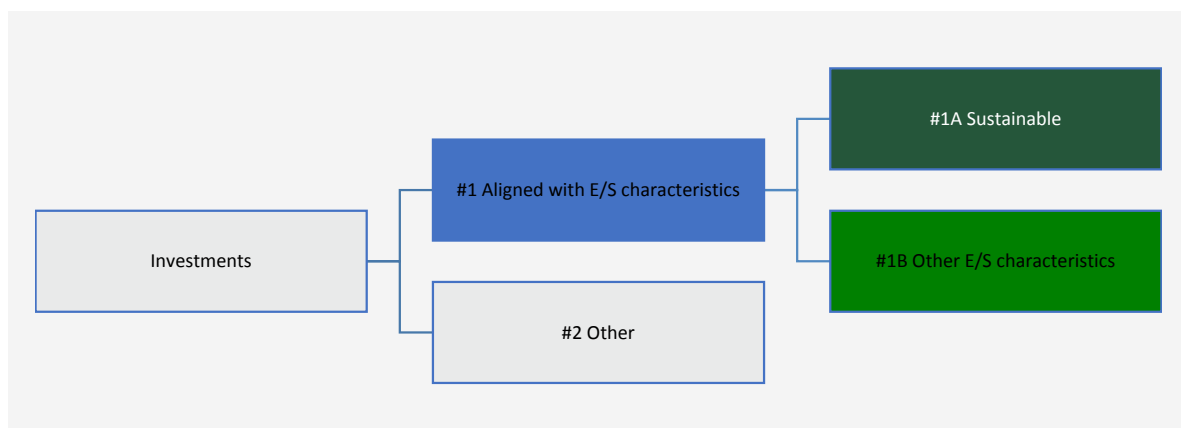 Investments
#1 Aligned with E/S characteristics
#2 Other
#1A Sustainable
#1B Other E/S characteristics